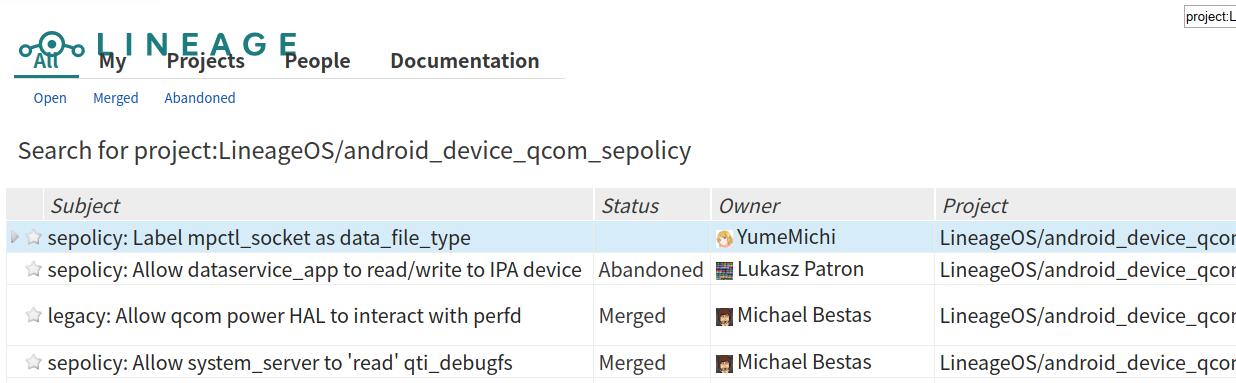 project:L
LINEAGE
All My Projects People Documentation
Open Merged Abandoned
Search for project:LineageOS/android_device_qcom_sepolicy
Subject Status Owner Project
sepolicy: Label mpctl_socket as data_file_type YumeMichi LineageOS/android_device_qcor
sepolicy: Allow dataservice_app to read/write to IPA device Abandoned Lukasz Patron LineageOS/android_device_qcor
legacy: Allow qcom power HAL to interact with perfd Merged Michael Bestas LineageOS/android_device_qcor
sepolicy: Allow system_server to 'read' qti_debugfs Merged Michael Bestas LineageOS/android_device_qcor